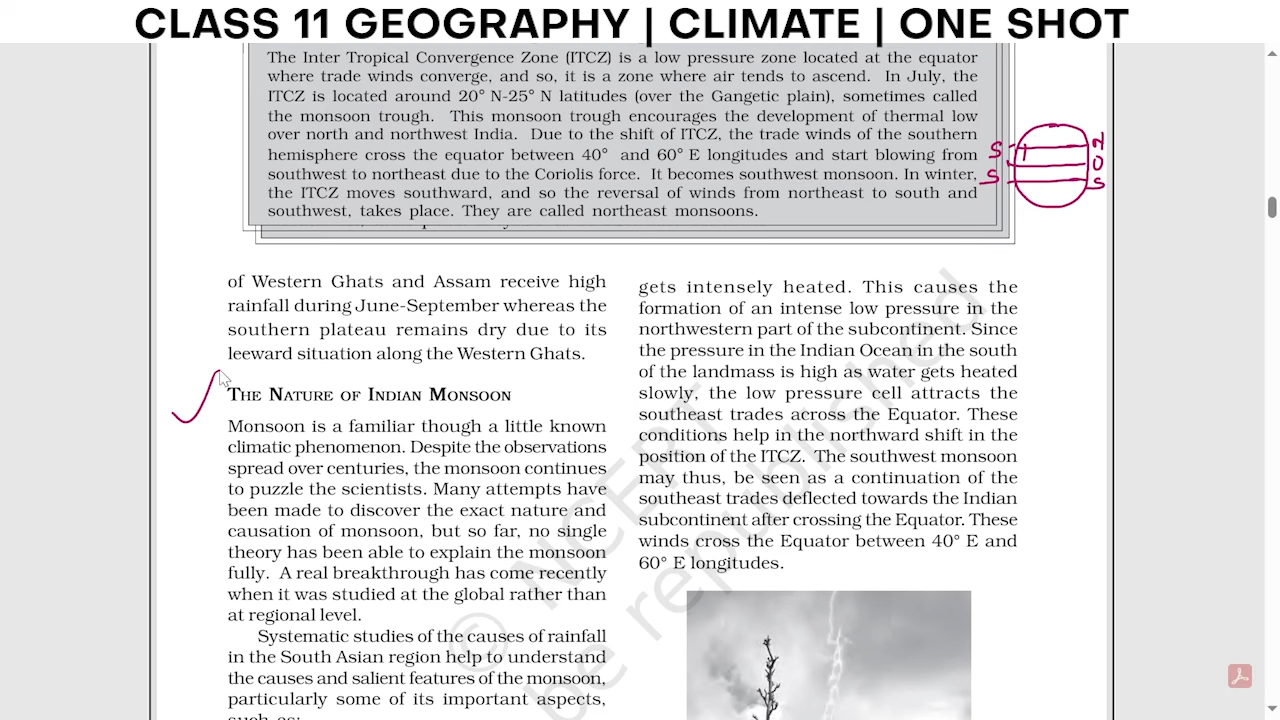 CLASS 11 GEOGRAPHY | CLIMATE | ONE SHOT
The Inter Tropical Convergence Zone (ITCZ) is a low pressure zone located at the equator
where trade winds converge, and so, it is a zone where air tends to ascend. In July, the
ITCZ is located around 20° N-25° N latitudes (over the Gangetic plain), sometimes called
the monsoon trough. This monsoon trough encourages the development of thermal low
over north and northwest India. Due to the shift of ITCZ, the trade winds of the southern
hemisphere cross the equator between 40° and 60° E longitudes and start blowing from
southwest to northeast due to the Coriolis force. It becomes southwest monsoon. In winter,
the ITCZ moves southward, and so the reversal of winds from northeast to south and
southwest, takes place. They are called northeast monsoons.
S N
O
S S
of Western Ghats and Assam receive high
rainfall during June-September whereas the
southern plateau remains dry due to its
leeward situation along the Western Ghats.
THE NATURE OF INDIAN MONSOON
Monsoon is a familiar though a little known
climatic phenomenon. Despite the observations
spread over centuries, the monsoon continues
to puzzle the scientists. Many attempts have
been made to discover the exact nature and
causation of monsoon, but so far, no single
theory has been able to explain the monsoon
fully. A real breakthrough has come recently
when it was studied at the global rather than
at regional level.
Systematic studies of the causes of rainfall
in the South Asian region help to understand
the causes and salient features of the monsoon,
particularly some of its important aspects,
such as:
gets intensely heated. This causes the
formation of an intense low pressure in the
northwestern part of the subcontinent. Since
the pressure in the Indian Ocean in the south
of the landmass is high as water gets heated
slowly, the low pressure cell attracts the
southeast trades across the Equator. These
conditions help in the northward shift in the
position of the ITCZ. The southwest monsoon
may thus, be seen as a continuation of the
southeast trades deflected towards the Indian
subcontinent after crossing the Equator. These
winds cross the Equator between 40° E and
60° E longitudes.
© NCERT
be republished